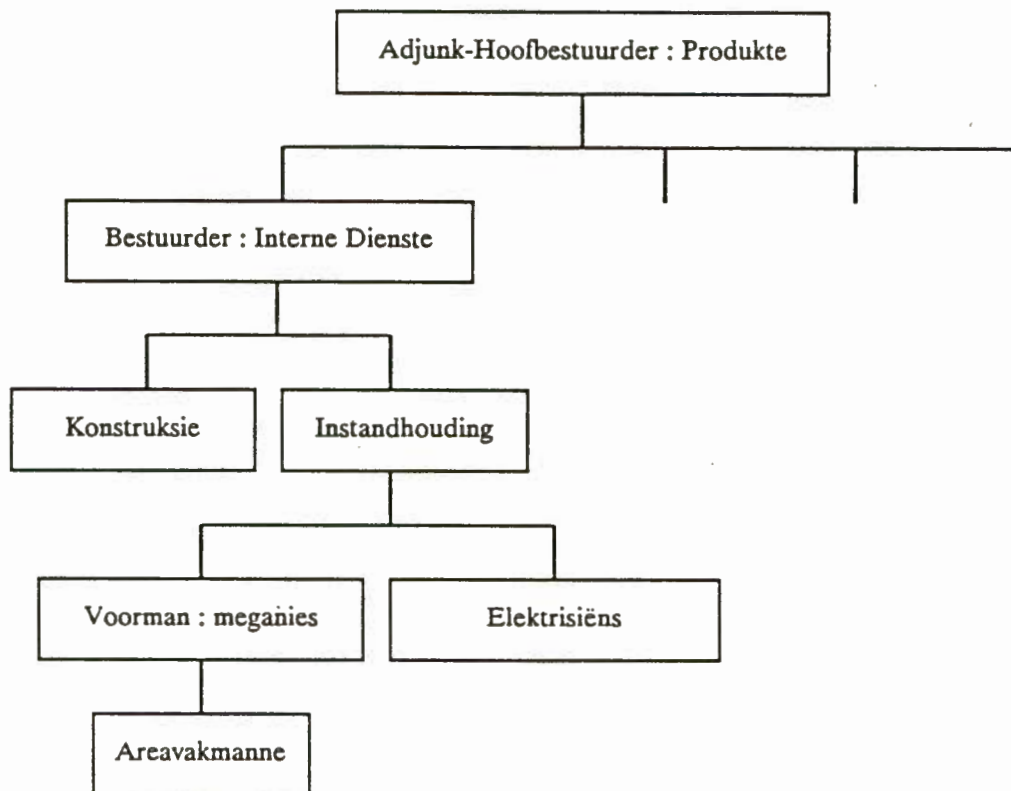 Adjunk-Hoofbestuurder : Produkte
Bestuurder : Interne Dienste
Konstruksie
Instandhouding
Voorman : meganies
Elektrisiëns
Areavakmanne